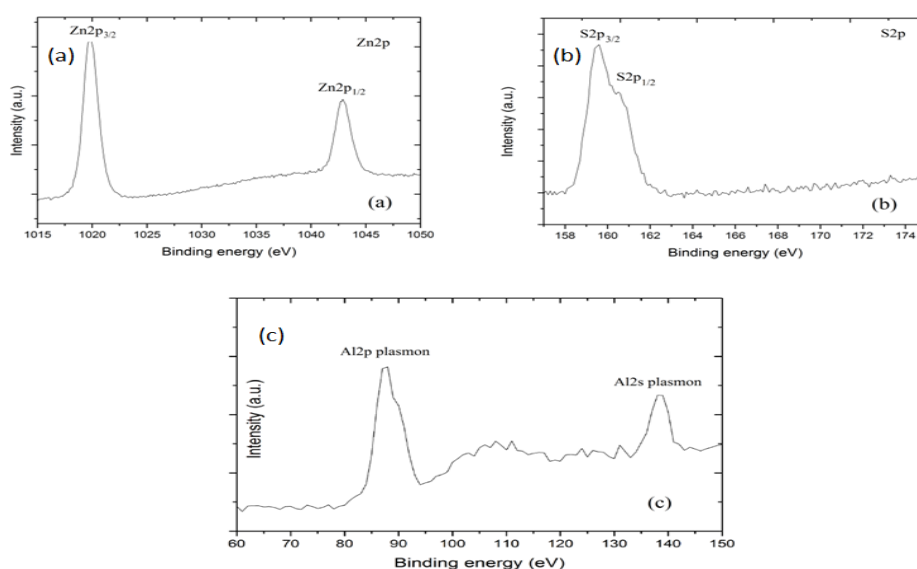 (a)
Zn2p3/2
Zn2p
Zn2p1/2
Intensity (a.u.)
(a)
1015 1020 1025 1030 1035 1040 1045 1050
Binding energy (eV)
(b)
S2p3/2
S2p
S2p1/2
Intensity (a.u.)
(b)
158 160 162 164 166 168 170 172 174
Binding energy (eV)
(c)
Al2p plasmon
Al2s plasmon
Intensity (a.u.)
(c)
60 70 80 90 100 110 120 130 140 150
Binding energy (eV)